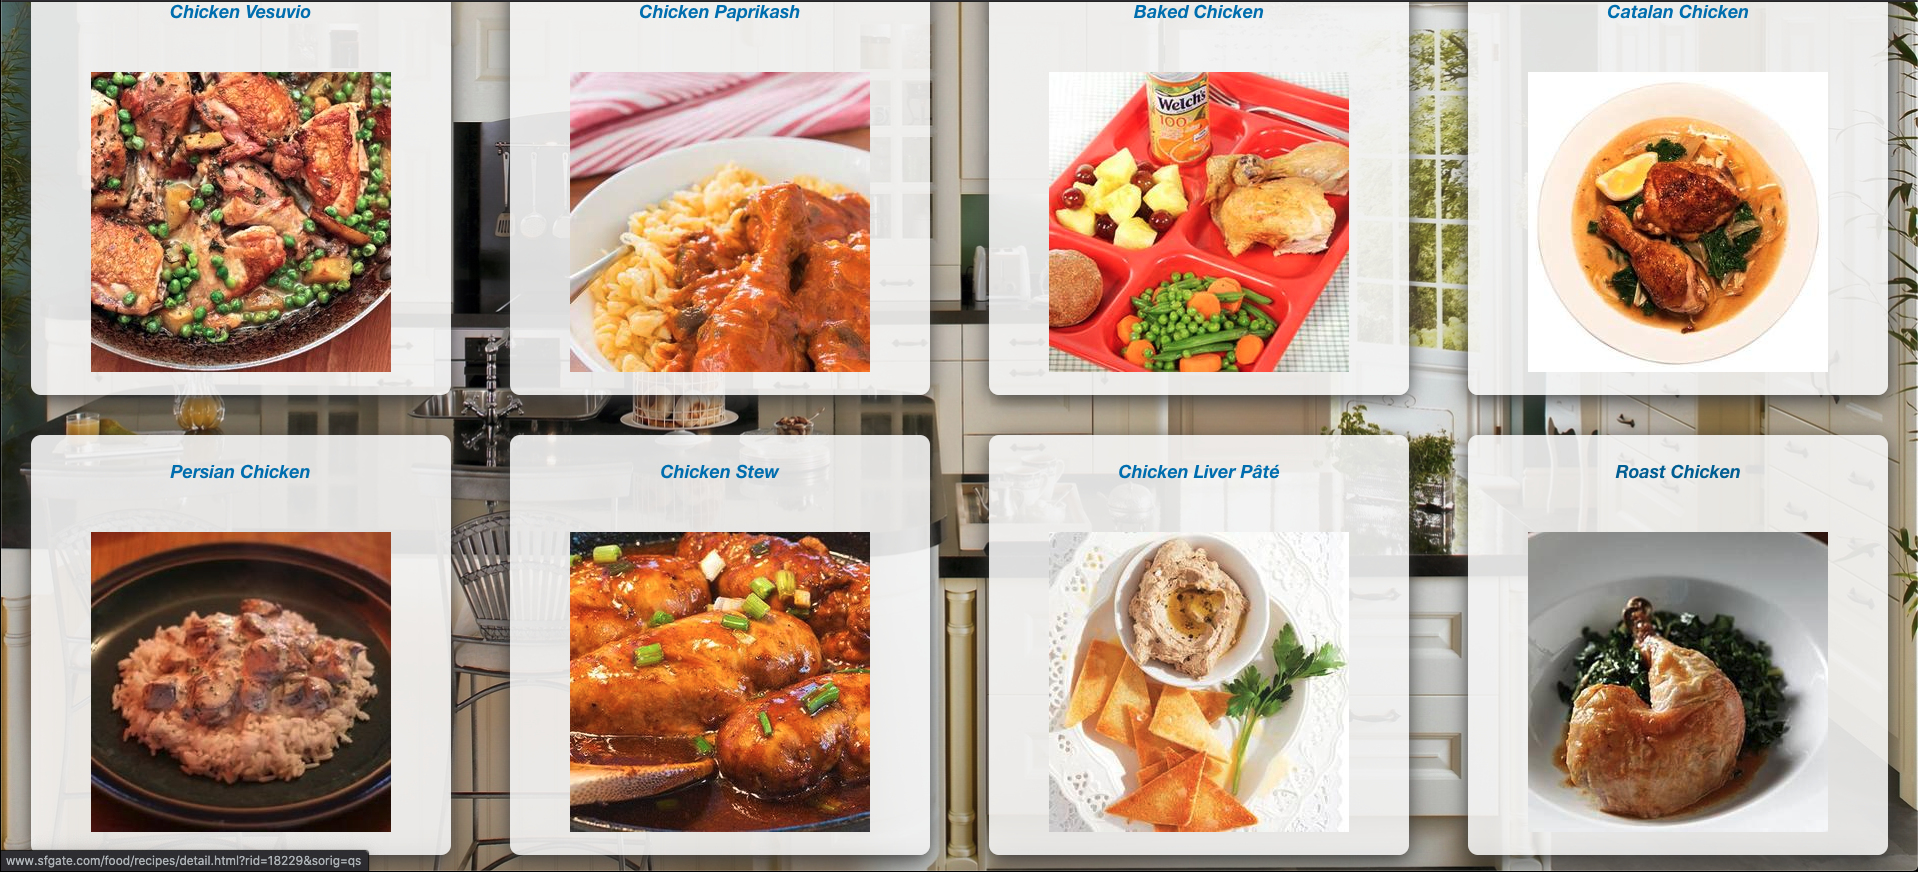 Chicken Vesuvio
Chicken Paprikash
Baked Chicken
Catalan Chicken
Welch's
100
Persian Chicken
Chicken Stew
Chicken Liver Pâté
Roast Chicken
www.sfgate.com/food/recipes/detail.html?rid=18229&sorig=qs